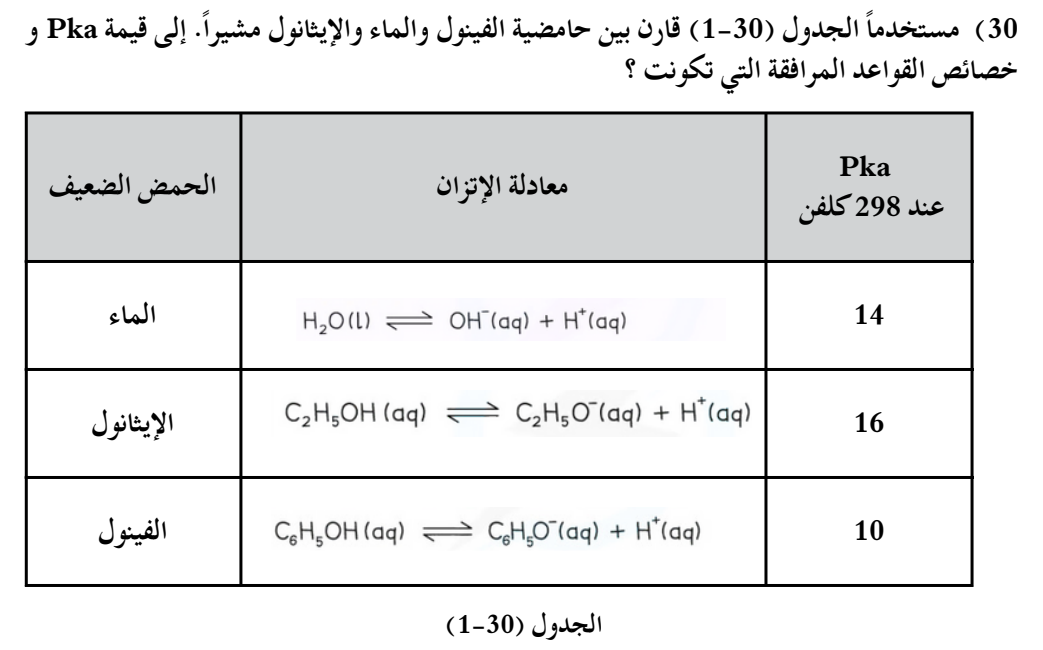 30) مستخدماً الجدول (30-1) قارن بين حامضية الفينول والماء والإيثانول مشيراً. إلى قيمة Pka و
خصائص القواعد المرافقة التي تكونت ؟
الحمض الضعيف
معادلة الإتزان
Pka
عند 298 كلفن
الماء
H₂O(l) ⇌ OH⁻(aq) + H⁺(aq)
14
الإيثانول
C₂H₅OH (aq) ⇌ C₂H₅O⁻(aq) + H⁺(aq)
16
الفينول
C₆H₅OH (aq) ⇌ C₆H₅O⁻(aq) + H⁺(aq)
10
الجدول (30-1)